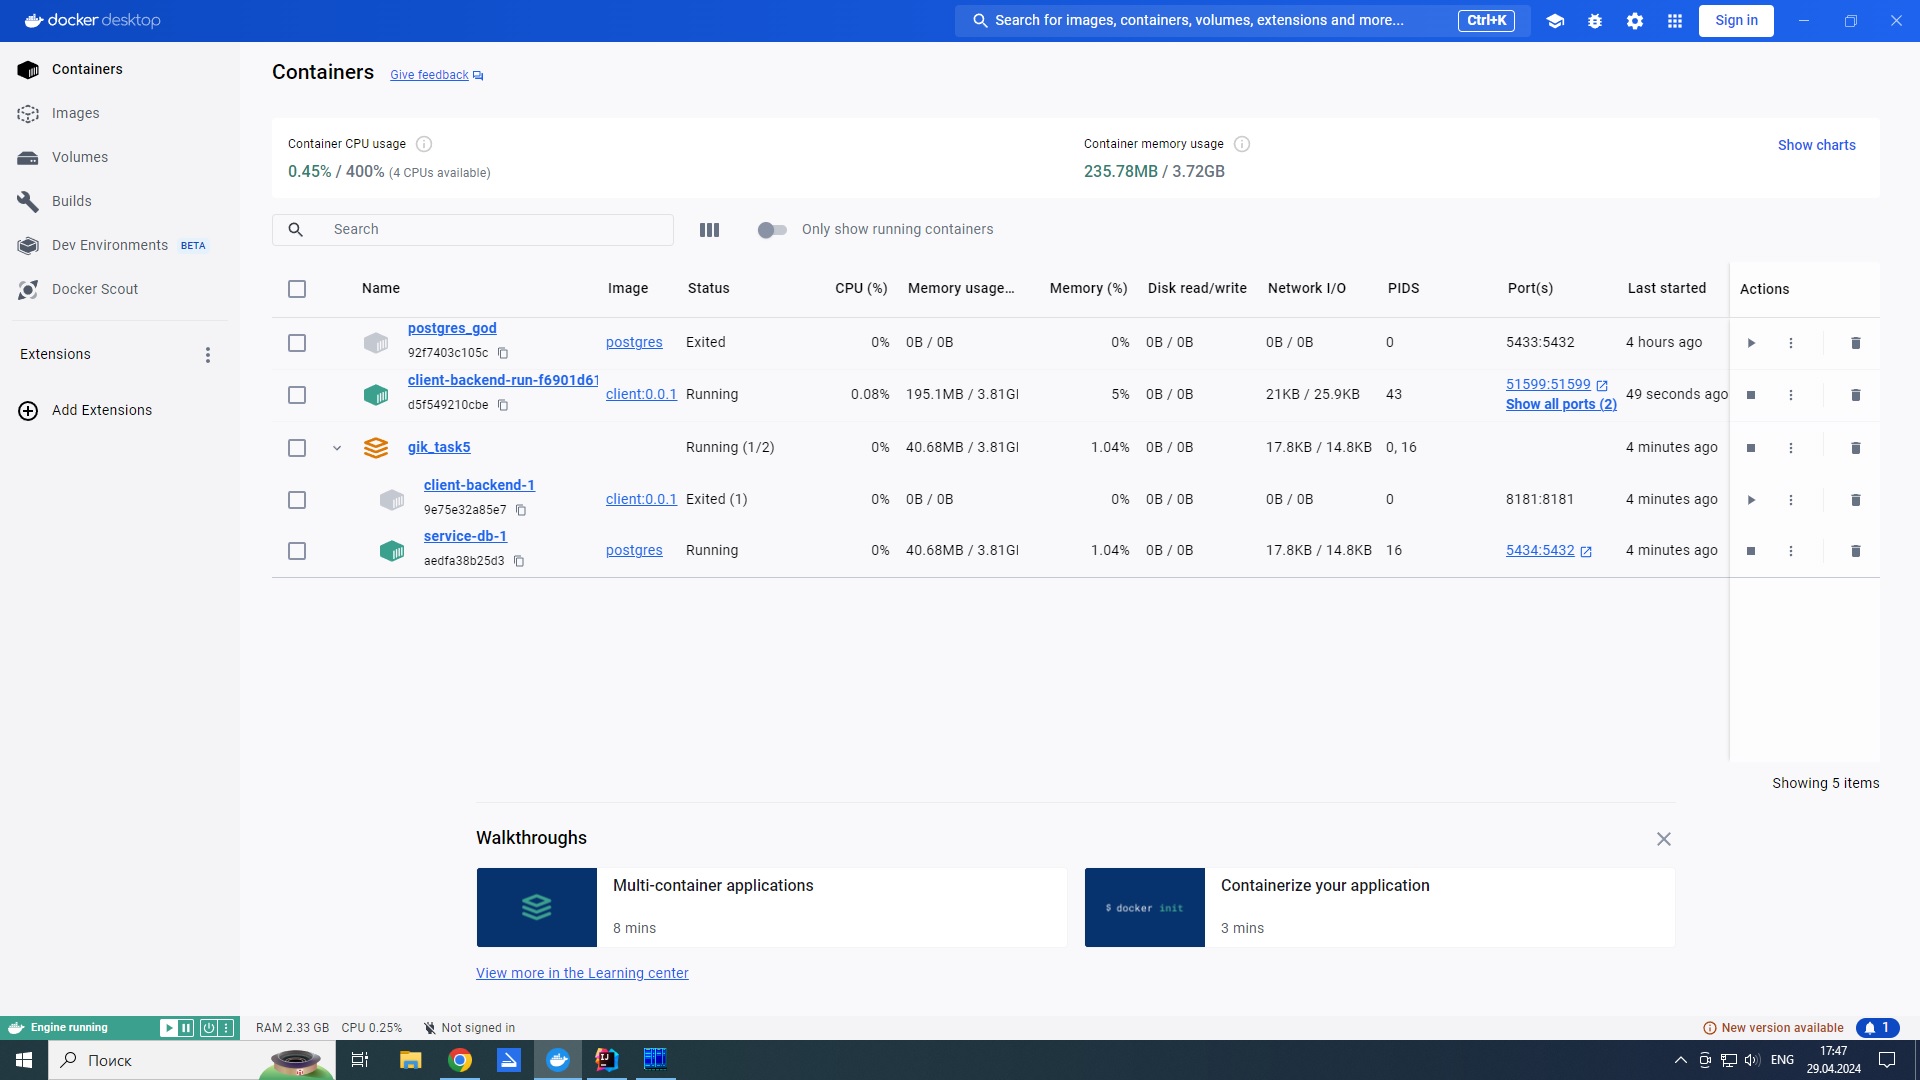 docker desktop
Search for images, containers, volumes, extensions and more...
Ctrl+K
Sign in
Containers
Images
Volumes
Builds
Dev Environments BETA
Docker Scout
Extensions
Add Extensions
Containers Give feedback
Container CPU usage
0.45% / 400% (4 CPUs available)
Container memory usage
235.78MB / 3.72GB
Show charts
Search
Only show running containers
Name Image Status CPU (%) Memory usage... Memory (%) Disk read/write Network I/O PIDS Port(s) Last started Actions
postgres_god
92f7403c105c
postgres Exited 0% 0B / 0B 0% 0B / 0B 0B / 0B 0 5433:5432 4 hours ago
client-backend-run-f6901d61
d5f549210cbe
client:0.0.1 Running 0.08% 195.1MB / 3.81GI 5% 0B / 0B 21KB / 25.9KB 43 51599:51599
Show all ports (2)
49 seconds ago
gik_task5 Running (1/2) 0% 40.68MB / 3.81GI 1.04% 0B / 0B 17.8KB / 14.8KB 0, 16 4 minutes ago
client-backend-1
9e75e32a85e7
client:0.0.1 Exited (1) 0% 0B / 0B 0% 0B / 0B 0B / 0B 0 8181:8181 4 minutes ago
service-db-1
aedfa38b25d3
postgres Running 0% 40.68MB / 3.81GI 1.04% 0B / 0B 17.8KB / 14.8KB 16 5434:5432 4 minutes ago
Showing 5 items
Walkthroughs
Multi-container applications
8 mins
$ docker init
Containerize your application
3 mins
View more in the Learning center
Engine running
RAM 2.33 GB CPU 0.25% Not signed in
New version available
1
Поиск
IJ
ENG
17:47
29.04.2024